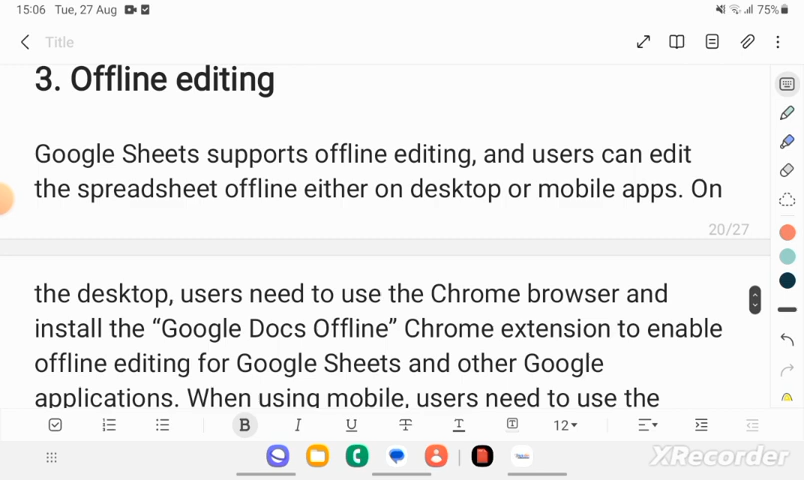 15:06 Tue, 27 Aug 75%
Title
3. Offline editing
Google Sheets supports offline editing, and users can edit
the spreadsheet offline either on desktop or mobile apps. On
20/27
the desktop, users need to use the Chrome browser and
install the “Google Docs Offline” Chrome extension to enable
offline editing for Google Sheets and other Google
applications. When using mobile, users need to use the
B I U T T T 12
XRecorder